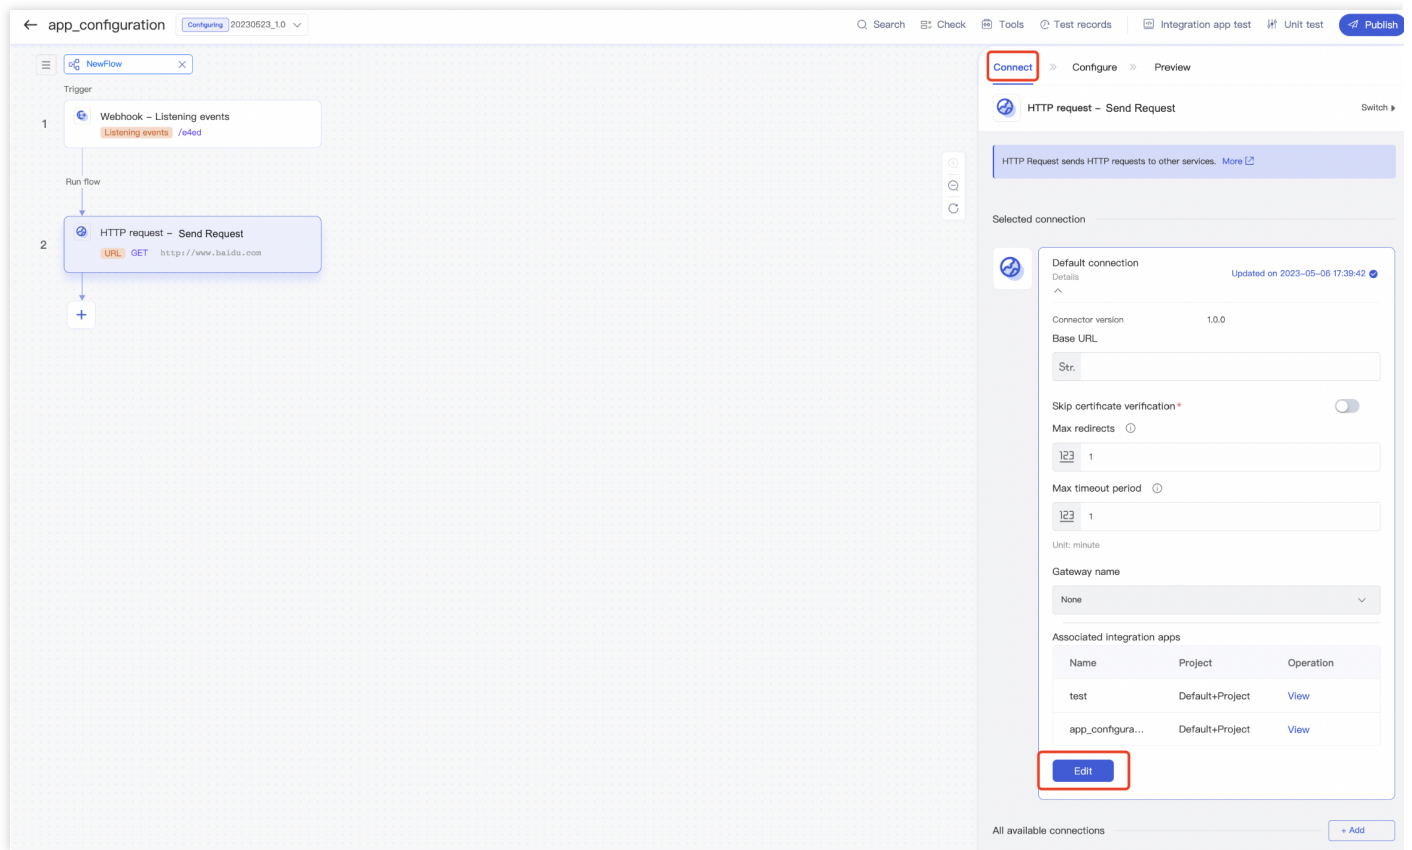 app_configuration Configuring 20230523_1.0 Search Check Tools Test records Integration app test Unit test Publish
NewFlow
Trigger
1 Webhook – Listening events
Listening events /e4ed
Run flow
2 HTTP request – Send Request
URL GET http://www.baidu.com
Connect Configure Preview
HTTP request – Send Request Switch
HTTP Request sends HTTP requests to other services. More
Selected connection
Default connection
Details
Updated on 2023-05-06 17:39:42
Connector version 1.0.0
Base URL
Str.
Skip certificate verification*
Max redirects
123 1
Max timeout period
123 1
Unit: minute
Gateway name
None
Associated integration apps
Name Project Operation
test Default+Project View
app_configura... Default+Project View
Edit
All available connections + Add